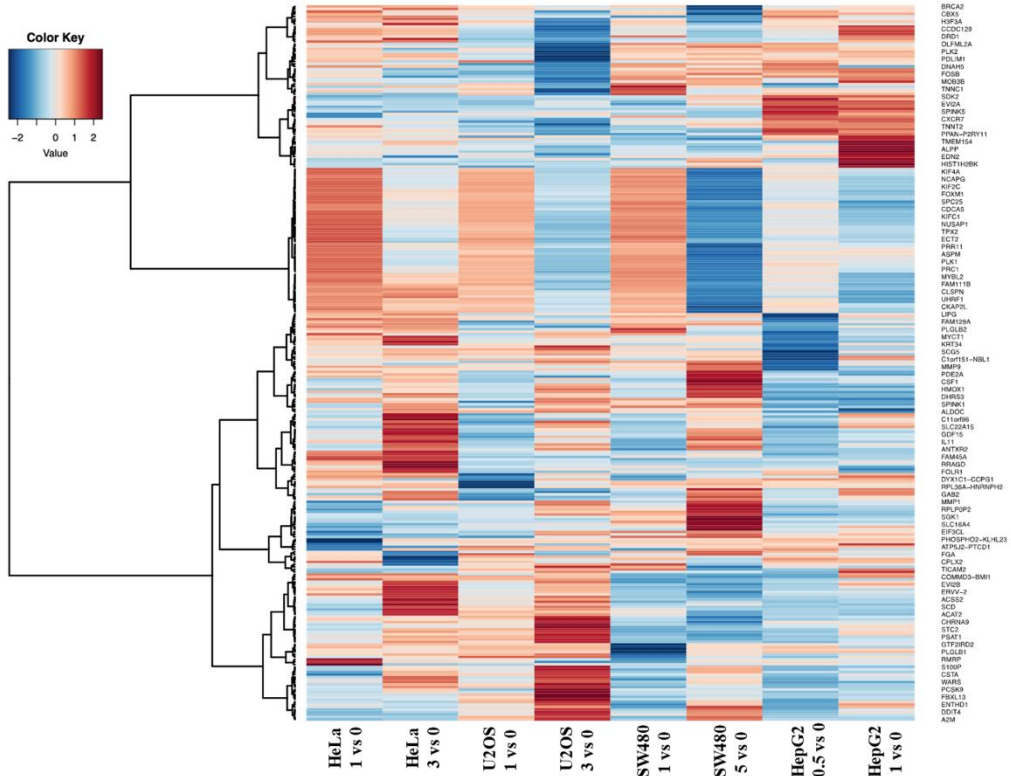 Color Key
−2
0
1
2
Value
BRCA2
CBX5
H3F3A
CCDC129
DRD1
OLFML2A
PLK2
PDLIM1
DNAH5
FOSB
MOB3B
TNNC1
SDK2
EVI2A
SPINK5
CXCR7
TNNT2
PPAN−P2RY11
TMEM154
ALPP
EDN2
HIST1H2BK
KIF4A
NCAPG
KIF2C
FOXM1
SPC25
CDCA5
KIFC1
NUSAP1
TPX2
ECT2
PRR11
ASPM
PLK1
PRC1
MYBL2
FAM111B
CLSPN
UHRF1
CKAP2L
LIPG
FAM129A
PLGLB2
MYCT1
KRT34
SCG5
C1orf151−NBL1
MMP9
PDE2A
CSF1
HMOX1
DHRS3
SPINK1
ALDOC
C11orf96
SLC22A15
GDF15
IL11
ANTXR2
FAM45A
RRAGD
FOLR1
DYX1C1−CCPG1
RPL36A−HNRNPH2
GAB2
MMP1
RPLP0P2
SGK1
SLC16A4
EIF3CL
PHOSPHO2−KLHL23
ATP5J2−PTCD1
FGA
CPLX2
TICAM2
COMMD3−BMI1
EVI2B
ERVV−2
ACSS2
SCD
ACAT2
CHRNA9
STC2
PSAT1
GTF2IRD2
PLGLB1
RMRP
S100P
CSTA
WARS
PCSK9
FBXL13
ENTHD1
DDIT4
A2M
HeLa
1 vs 0
HeLa
3 vs 0
U2OS
1 vs 0
U2OS
3 vs 0
SW480
1 vs 0
SW480
5 vs 0
HepG2
0.5 vs 0
HepG2
1 vs 0